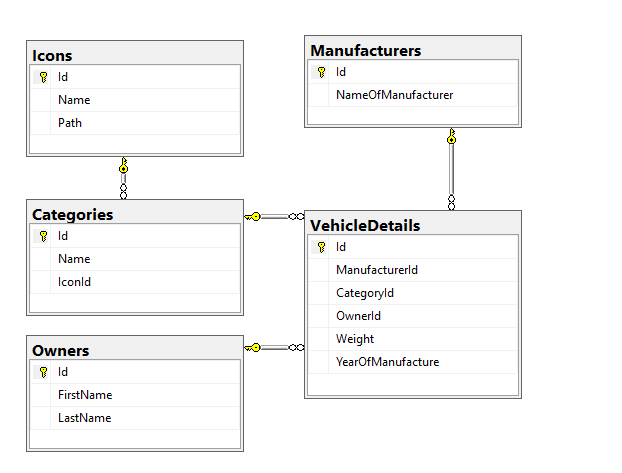 Icons
Id
Name
Path
Manufacturers
Id
NameOfManufacturer
Categories
Id
Name
IconId
VehicleDetails
Id
ManufacturerId
CategoryId
OwnerId
Weight
YearOfManufacture
Owners
Id
FirstName
LastName